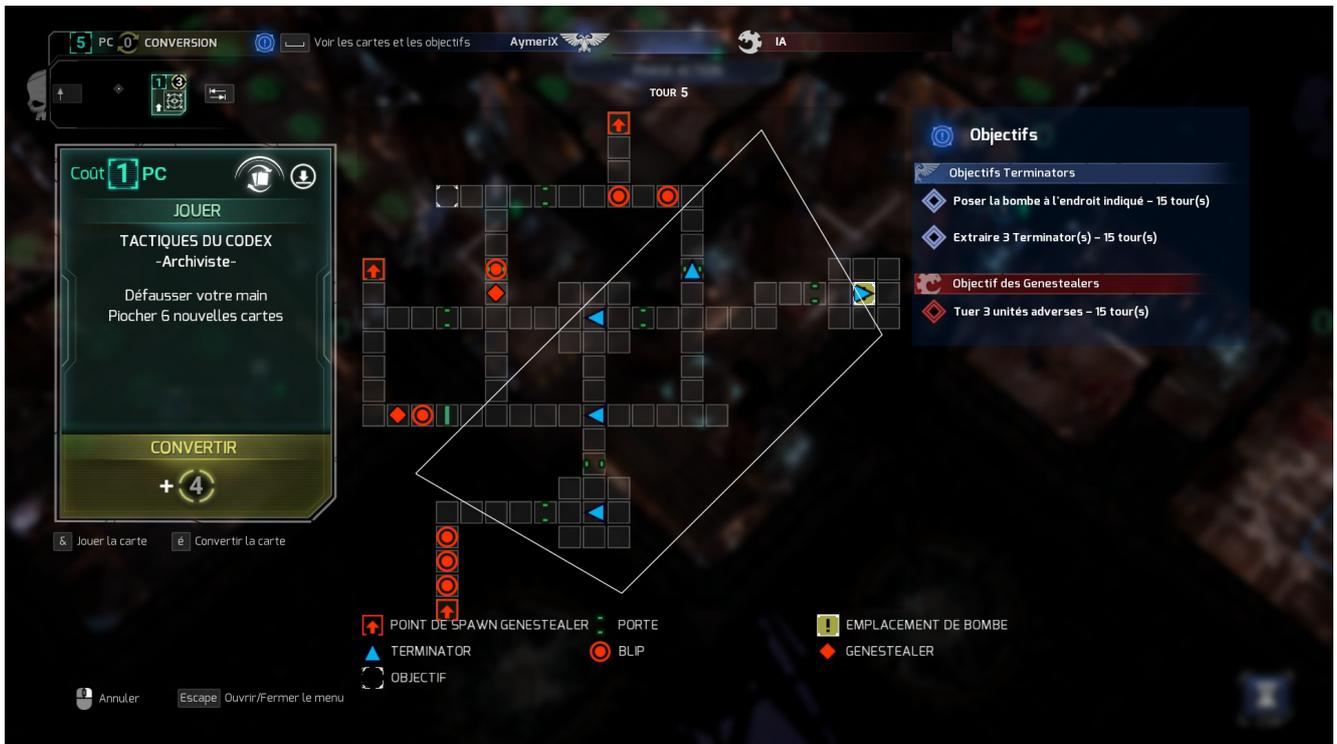 5 PC 0 CONVERSION
Voir les cartes et les objectifs
AymeriX
IA
1 3
TOUR 5
Coût 1 PC
JOUER
TACTIQUES DU CODEX
-Archiviste-
Défausser votre main
Piocher 6 nouvelles cartes
CONVERTIR
+ 4
& Jouer la carte
é Convertir la carte
Objectifs
Objectifs Terminators
Poser la bombe à l'endroit indiqué – 15 tour(s)
Extraire 3 Terminator(s) – 15 tour(s)
Objectif des Genestealers
Tuer 3 unités adverses – 15 tour(s)
POINT DE SPAWN GENESTEALER
PORTE
! EMPLACEMENT DE BOMBE
TERMINATOR
BLIP
GENESTEALER
OBJECTIF
Annuler
Escape Ouvrir/Fermer le menu